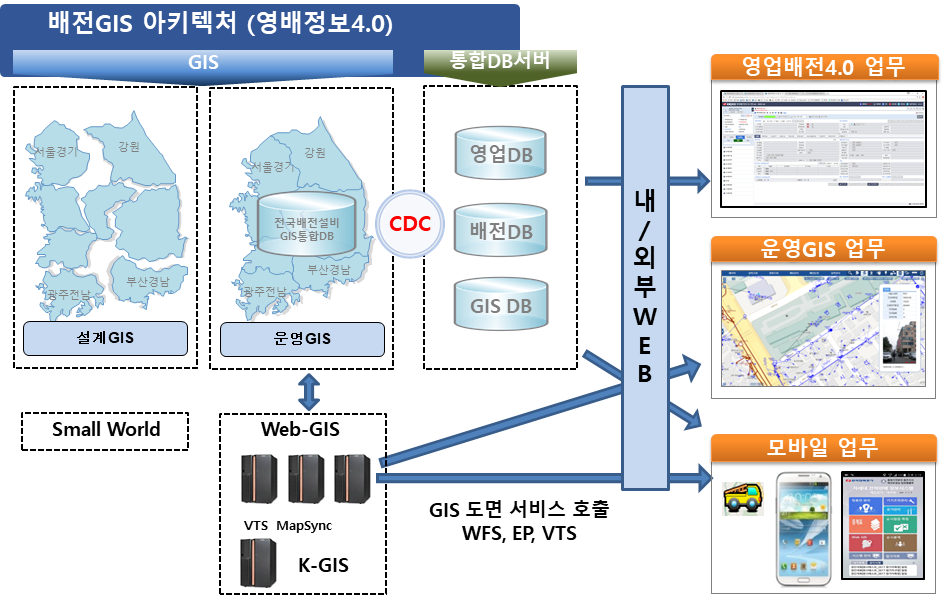 배전GIS 아키텍처 (영배정보4.0)
GIS
통합DB서버
서울경기
강원
광주전남
부산경남
설계GIS
서울경기
강원
전국배전설비
GIS통합DB
부산경남
광주전남
운영GIS
CDC
영업DB
배전DB
GIS DB
내
/
외
부
W
E
B
영업배전4.0 업무
운영GIS 업무
모바일 업무
Small World
Web-GIS
VTS MapSync
K-GIS
GIS 도면 서비스 호출
WFS, EP, VTS